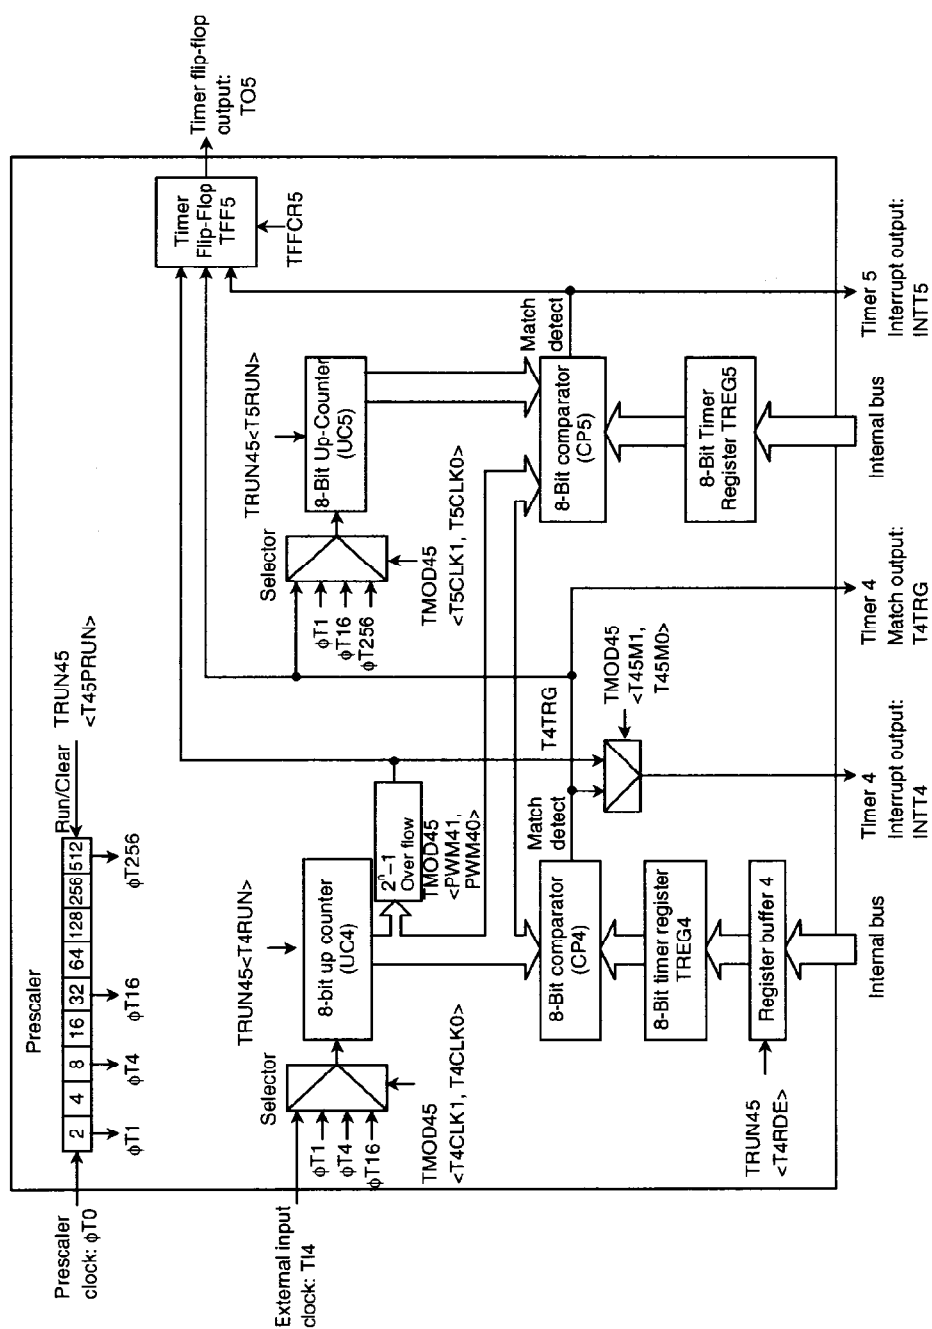 Prescaler
Prescaler
clock: ϕT0
2 4 8 16 32 64 128 256 512
Run/Clear
TRUN45
<T45PRUN>
ϕT1
ϕT4
ϕT16
ϕT256
External input
clock: TI4
Selector
ϕT1
ϕT4
ϕT16
TMOD45
<T4CLK1, T4CLK0>
TRUN45<T4RUN>
8-bit up counter
(UC4)
2ⁿ−1
Over flow
TMOD45
<PWM41,
PWM40>
Selector
ϕT1
ϕT16
ϕT256
TMOD45
<T5CLK1, T5CLK0>
TRUN45<T5RUN>
8-Bit Up-Counter
(UC5)
Timer
Flip-Flop
TFF5
TFFCR5
Timer flip-flop
output:
TO5
8-Bit comparator
(CP4)
Match
detect
T4TRG
TMOD45
<T45M1,
T45M0>
8-Bit comparator
(CP5)
Match
detect
8-Bit timer register
TREG4
Register buffer 4
TRUN45
<T4RDE>
8-Bit Timer
Register TREG5
Internal bus
Timer 4
Interrupt output:
INTT4
Timer 4
Match output:
T4TRG
Internal bus
Timer 5
Interrupt output:
INTT5